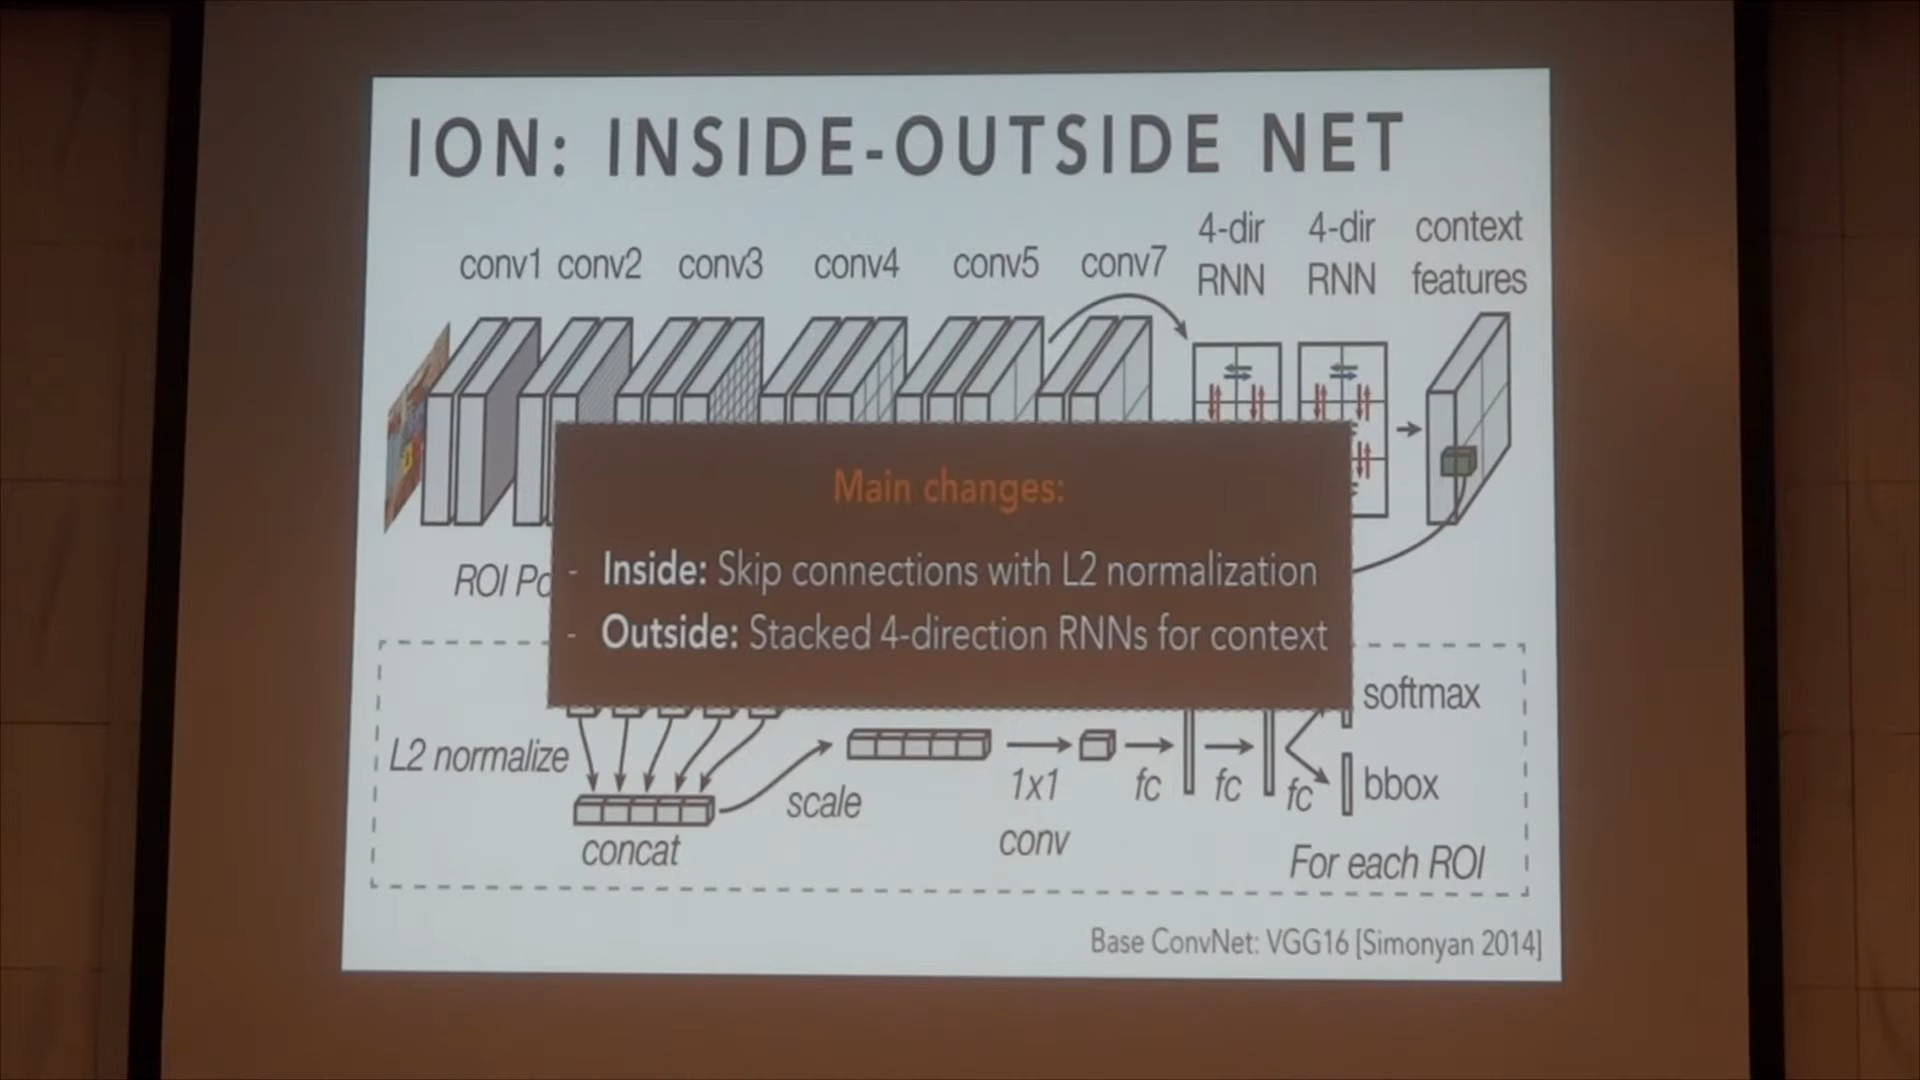 ION: INSIDE-OUTSIDE NET
4-dir RNN
4-dir RNN
context features
conv1 conv2 conv3 conv4 conv5 conv7
Main changes:
- Inside: Skip connections with L2 normalization
- Outside: Stacked 4-direction RNNs for context
ROI
softmax
L2 normalize
scale
1x1 conv
fc
fc
fc
bbox
concat
For each ROI
Base ConvNet: VGG16 [Simonyan 2014]